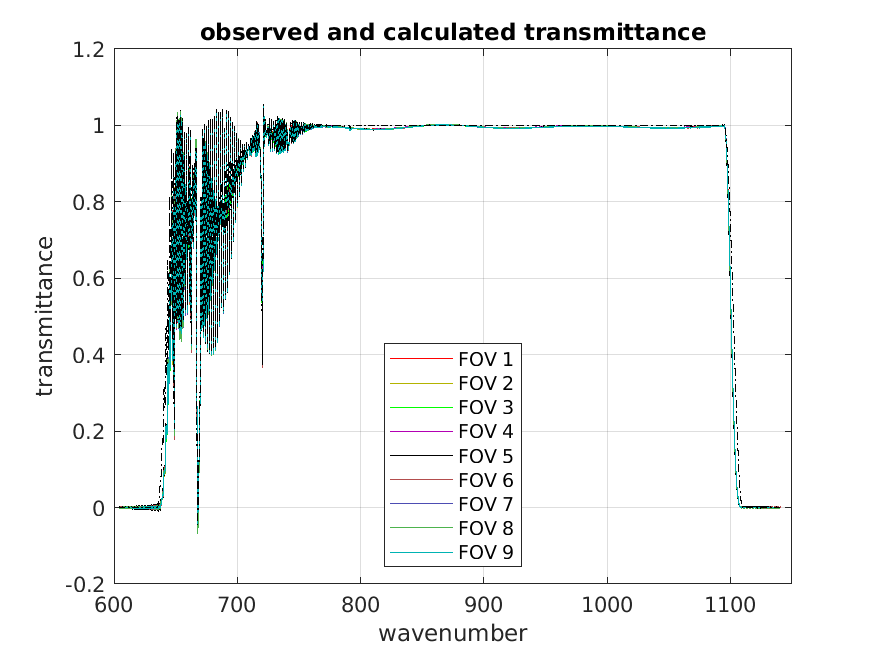 observed and calculated transmittance
1.2
1
0.8
0.6
0.4
0.2
0
-0.2
transmittance
600
700
800
900
1000
1100
wavenumber
FOV 1
FOV 2
FOV 3
FOV 4
FOV 5
FOV 6
FOV 7
FOV 8
FOV 9